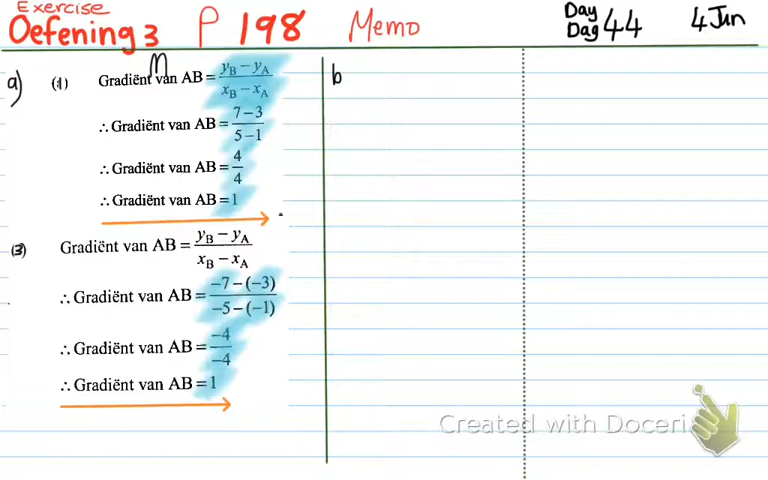 Exercise
Oefening 3 P 198 Memo
Day
Dag 44 4 Jun
a) (1) Gradiënt van AB = (y_B − y_A)/(x_B − x_A)
m
∴ Gradiënt van AB = (7 − 3)/(5 − 1)
∴ Gradiënt van AB = 4/4
∴ Gradiënt van AB = 1
(3) Gradiënt van AB = (y_B − y_A)/(x_B − x_A)
∴ Gradiënt van AB = (−7 − (−3))/(−5 − (−1))
∴ Gradiënt van AB = −4/−4
∴ Gradiënt van AB = 1
b
Created with Doceri